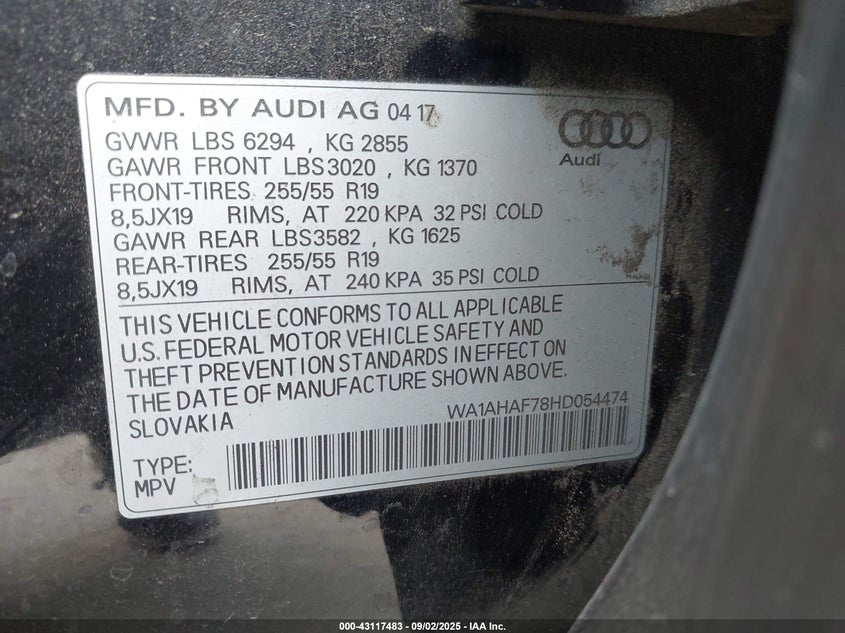 MFD. BY AUDI AG 04 17
GVWR LBS 6294 , KG 2855
GAWR FRONT LBS3020 , KG 1370
FRONT-TIRES 255/55 R19
8,5JX19 RIMS, AT 220 KPA 32 PSI COLD
GAWR REAR LBS3582 , KG 1625
REAR-TIRES 255/55 R19
8,5JX19 RIMS, AT 240 KPA 35 PSI COLD
Audi
THIS VEHICLE CONFORMS TO ALL APPLICABLE
U.S. FEDERAL MOTOR VEHICLE SAFETY AND
THEFT PREVENTION STANDARDS IN EFFECT ON
THE DATE OF MANUFACTURE SHOWN ABOVE.
SLOVAKIA
WA1AHAF78HD054474
TYPE:
MPV
000-43117483 - 09/02/2025 - IAA Inc.